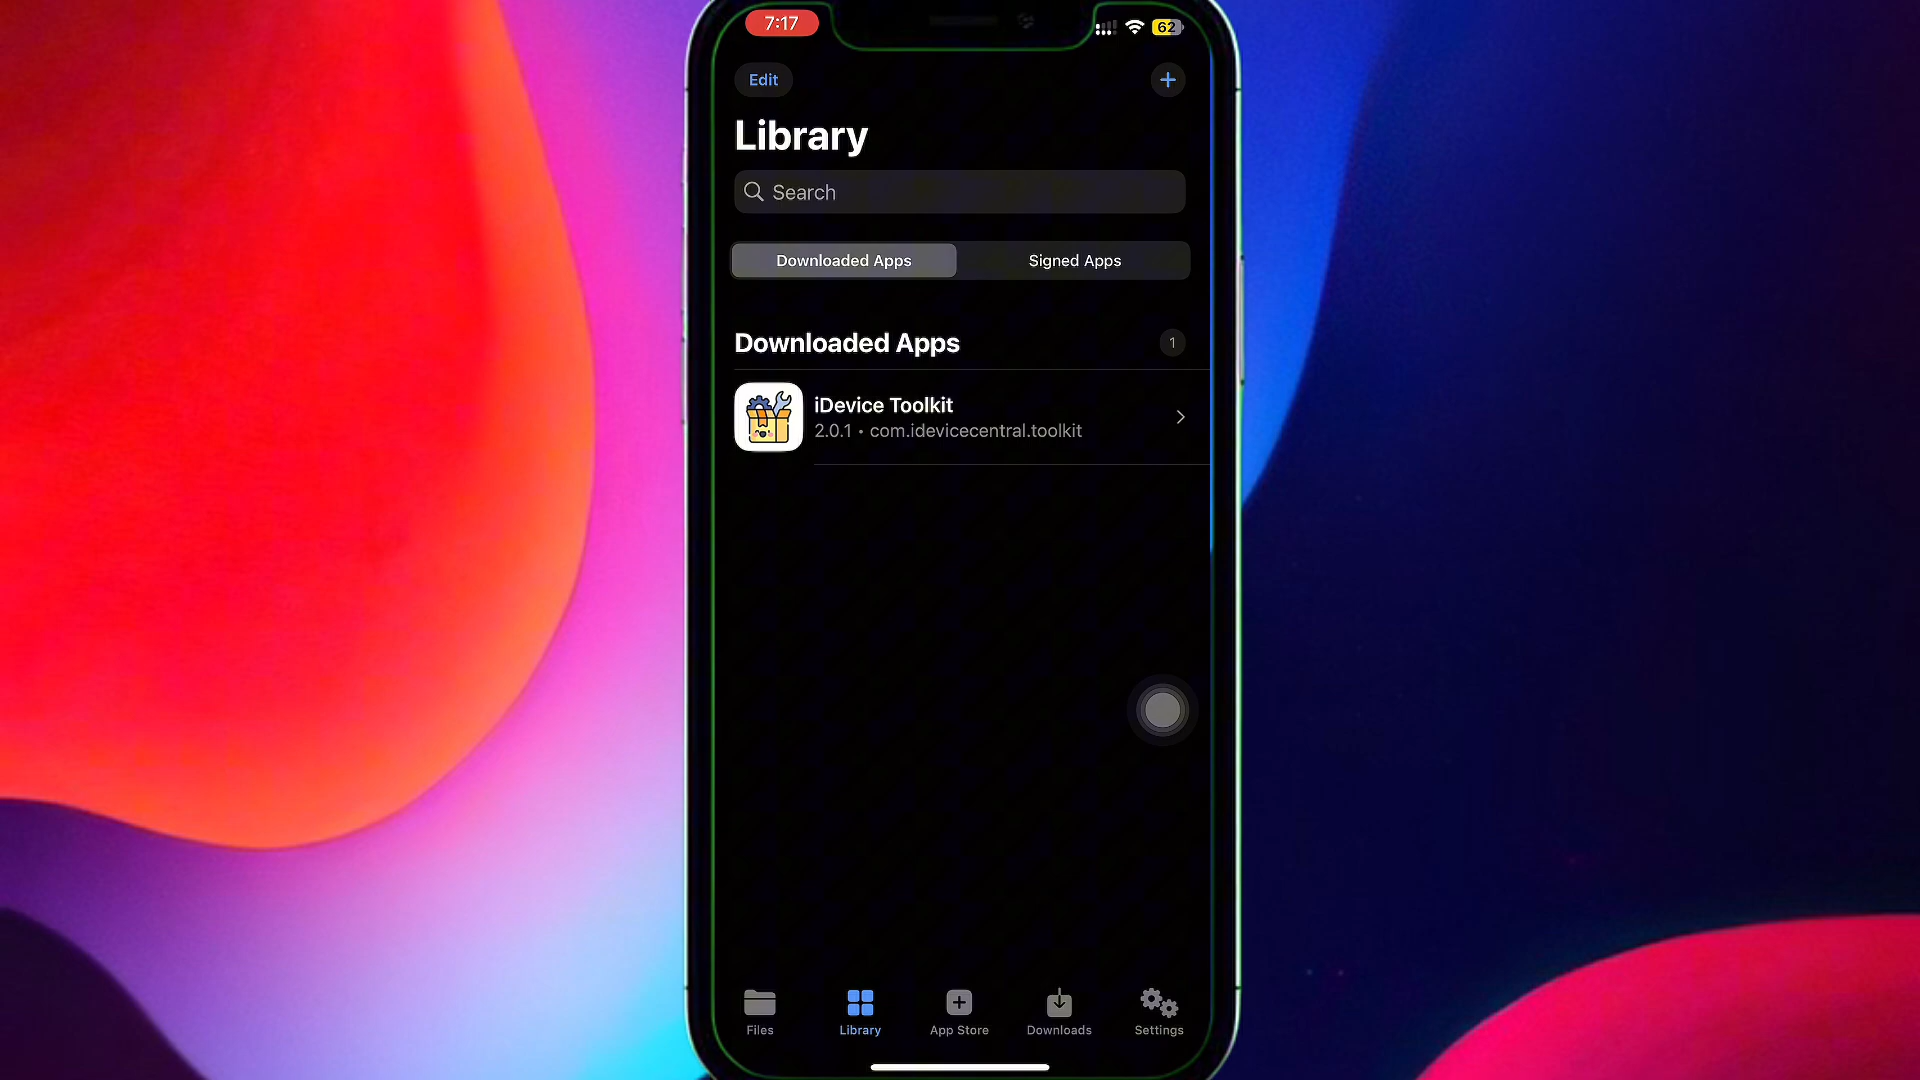 7:17
62
Edit
+
Library
Search
Downloaded Apps
Signed Apps
Downloaded Apps
1
iDevice Toolkit
2.0.1 • com.idevicecentral.toolkit
Files
Library
App Store
Downloads
Settings